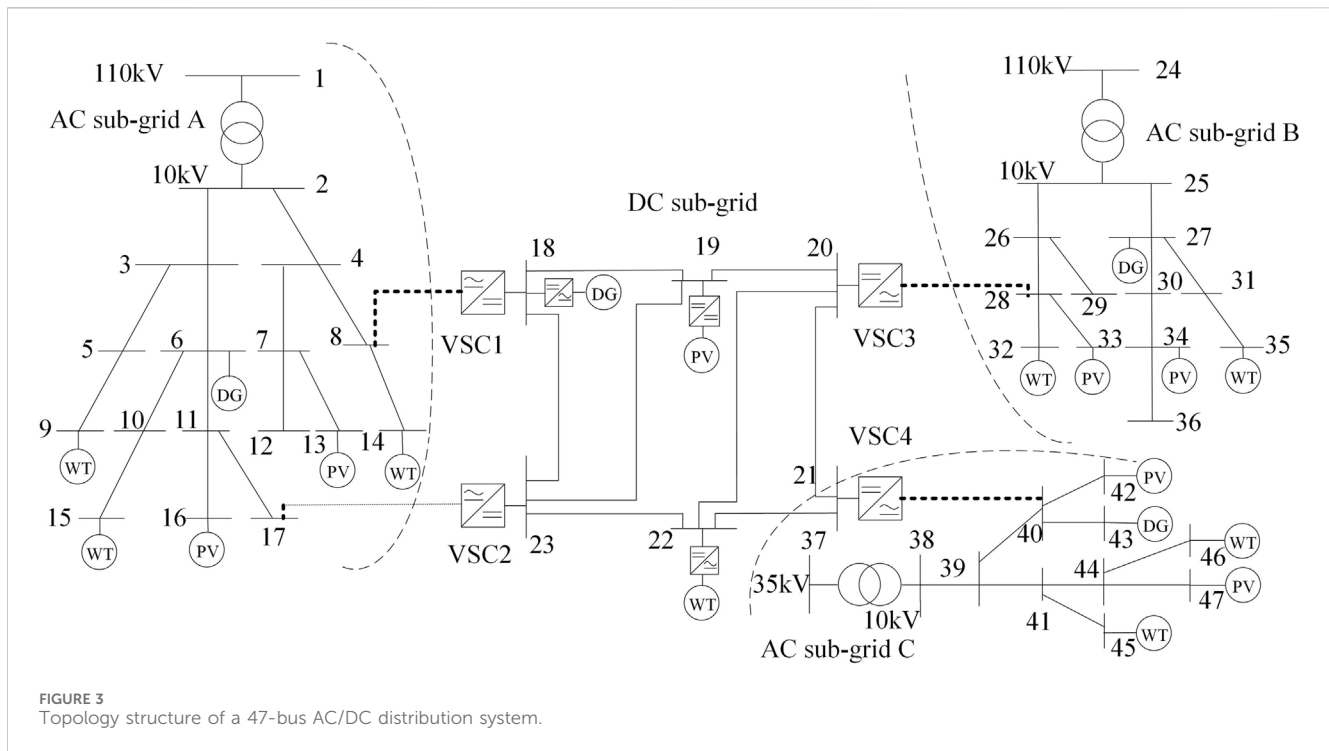 110kV
1
AC sub-grid A
10kV
2
3
4
5
6
7
8
DG
9
10
11
12
13
14
WT
PV
WT
15
16
17
WT
PV
DC sub-grid
18
19
20
VSC1
DG
PV
VSC3
VSC2
23
22
21
VSC4
WT
110kV
24
AC sub-grid B
10kV
25
26
27
DG
28
29
30
31
32
33
34
35
WT
PV
PV
WT
36
37
38
39
40
42
PV
43
DG
35kV
10kV
41
44
46
WT
47
PV
45
WT
AC sub-grid C
FIGURE 3
Topology structure of a 47-bus AC/DC distribution system.